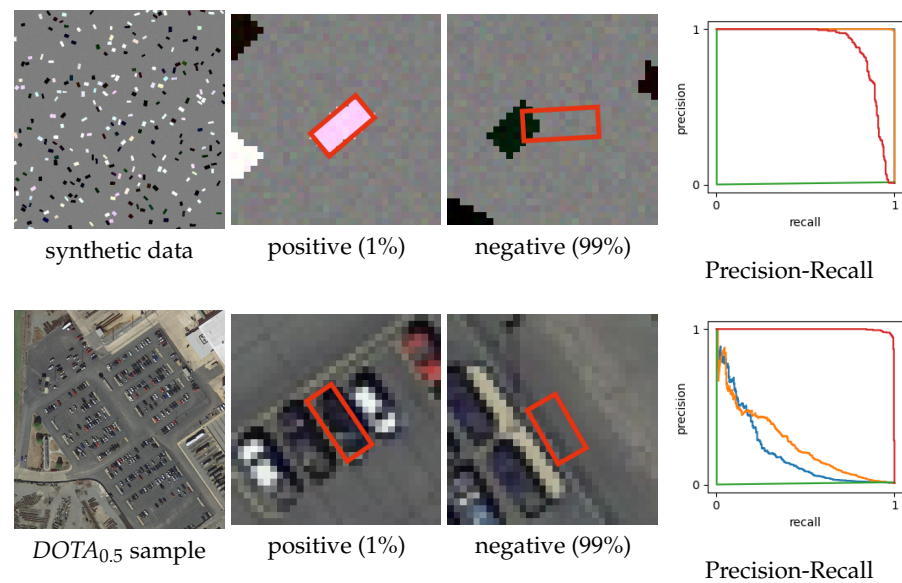 1
precision
0
0
1
recall
synthetic data
positive (1%)
negative (99%)
Precision-Recall
1
precision
0
0
1
recall
DOTA0.5 sample
positive (1%)
negative (99%)
Precision-Recall